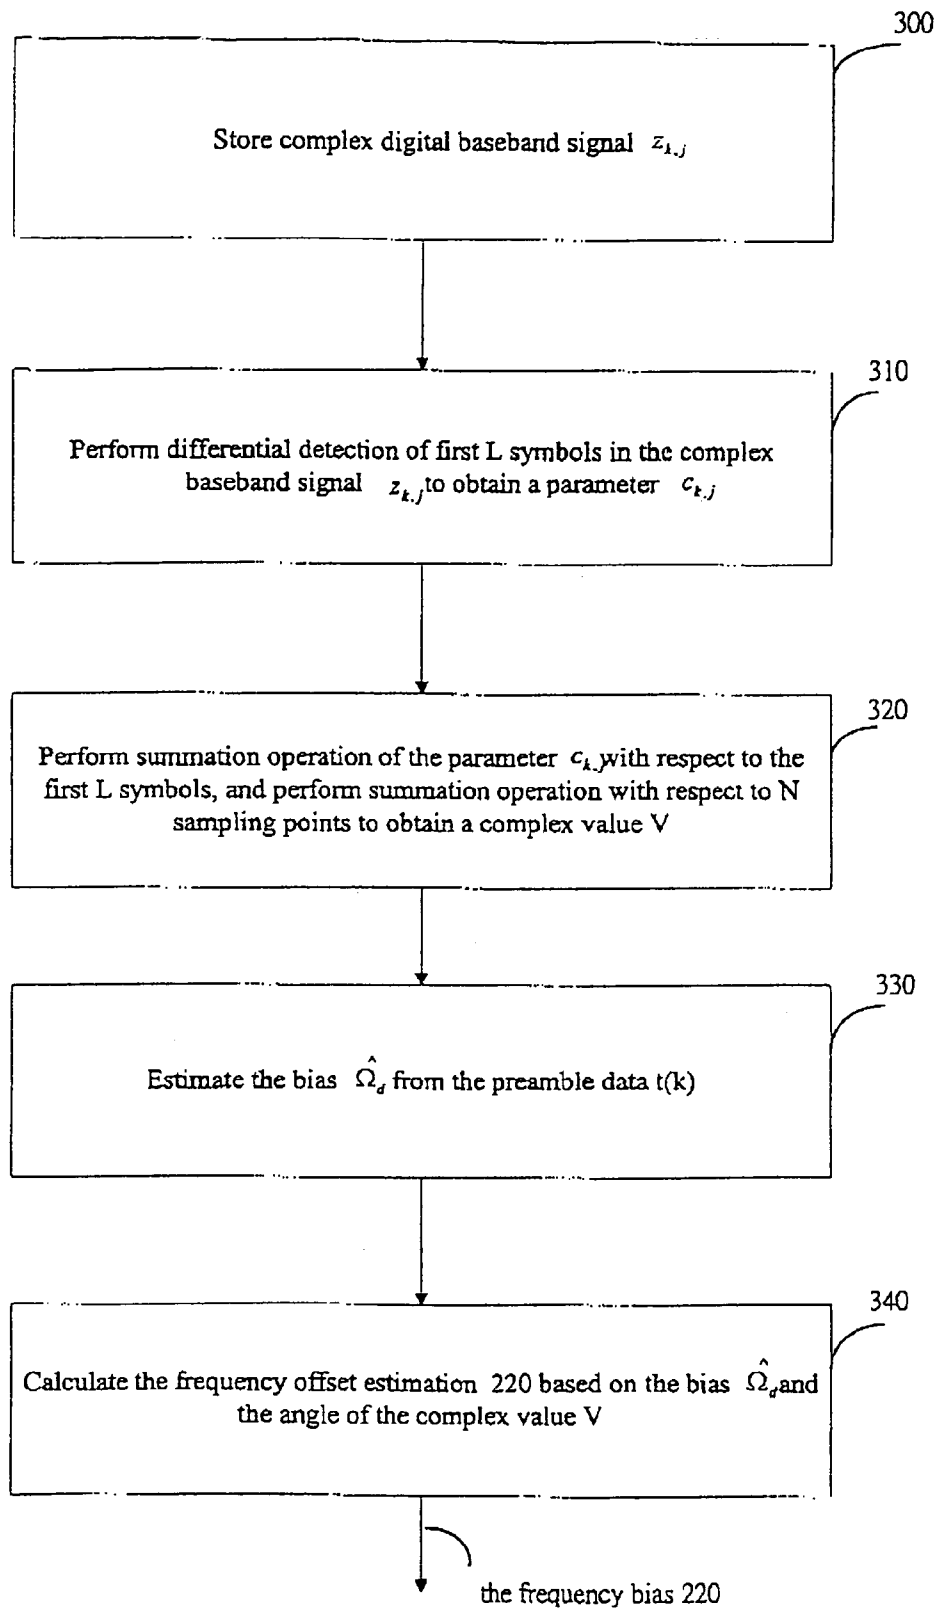 300
Store complex digital baseband signal z_{k,j}
310
Perform differential detection of first L symbols in the complex
baseband signal z_{k,j} to obtain a parameter c_{k,j}
320
Perform summation operation of the parameter c_{k,j} with respect to the
first L symbols, and perform summation operation with respect to N
sampling points to obtain a complex value V
330
Estimate the bias Ω̂_d from the preamble data t(k)
340
Calculate the frequency offset estimation 220 based on the bias Ω̂_d and
the angle of the complex value V
the frequency bias 220